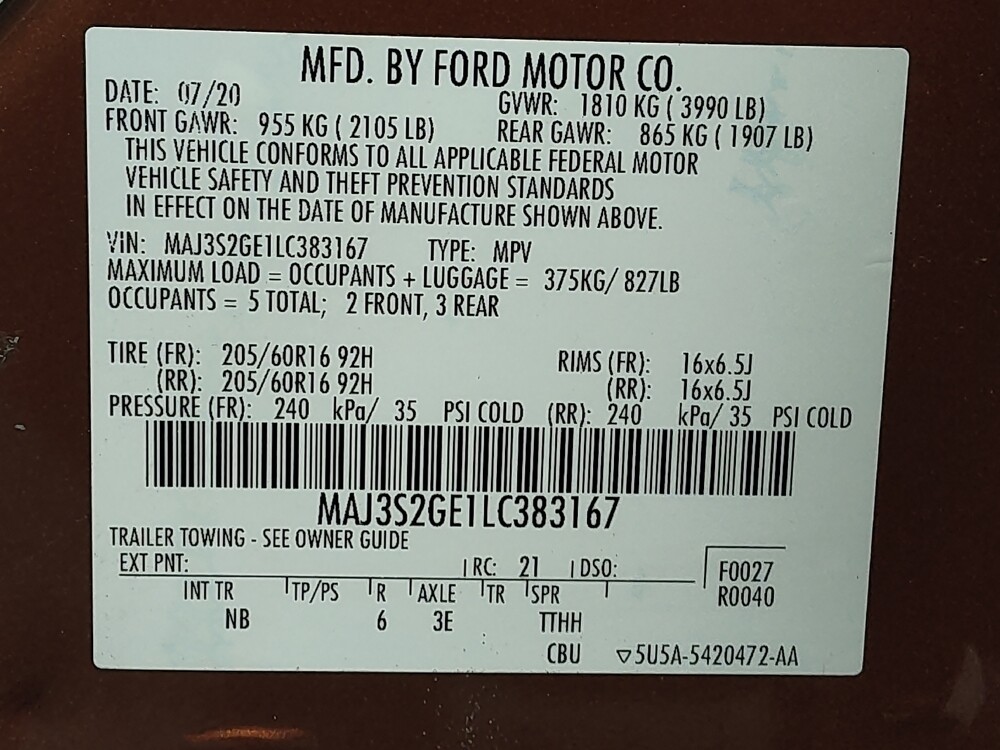 MFD. BY FORD MOTOR CO.
DATE: 07/20 GVWR: 1810 KG ( 3990 LB)
FRONT GAWR: 955 KG ( 2105 LB) REAR GAWR: 865 KG ( 1907 LB)
THIS VEHICLE CONFORMS TO ALL APPLICABLE FEDERAL MOTOR
VEHICLE SAFETY AND THEFT PREVENTION STANDARDS
IN EFFECT ON THE DATE OF MANUFACTURE SHOWN ABOVE.
VIN: MAJ3S2GE1LC383167 TYPE: MPV
MAXIMUM LOAD = OCCUPANTS + LUGGAGE = 375KG/ 827LB
OCCUPANTS = 5 TOTAL; 2 FRONT, 3 REAR
TIRE (FR): 205/60R16 92H RIMS (FR): 16x6.5J
(RR): 205/60R16 92H (RR): 16x6.5J
PRESSURE (FR): 240 kPa/ 35 PSI COLD (RR): 240 kPa/ 35 PSI COLD
MAJ3S2GE1LC383167
TRAILER TOWING - SEE OWNER GUIDE
EXT PNT: RC: 21 DSO: F0027
INT TR TP/PS R AXLE TR SPR R0040
NB 6 3E TTHH
CBU ▽5U5A-5420472-AA